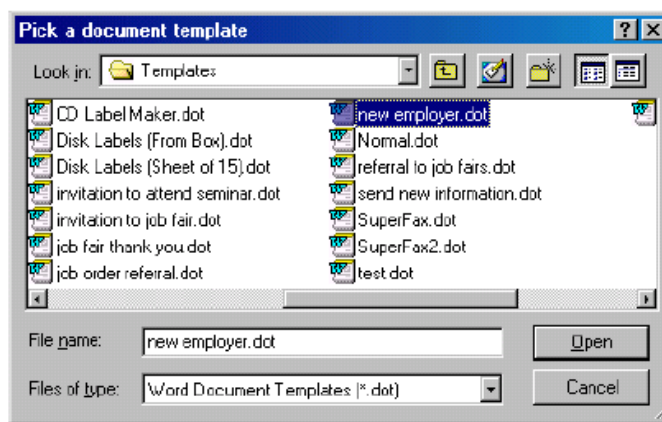 Pick a document template
Look in: Templates
CD Label Maker.dot
Disk Labels (From Box).dot
Disk Labels (Sheet of 15).dot
invitation to attend seminar.dot
invitation to job fair.dot
job fair thank you.dot
job order referral.dot
new employer.dot
Normal.dot
referral to job fairs.dot
send new information.dot
SuperFax.dot
SuperFax2.dot
test.dot
File name: new employer.dot
Open
Files of type: Word Document Templates (*.dot)
Cancel